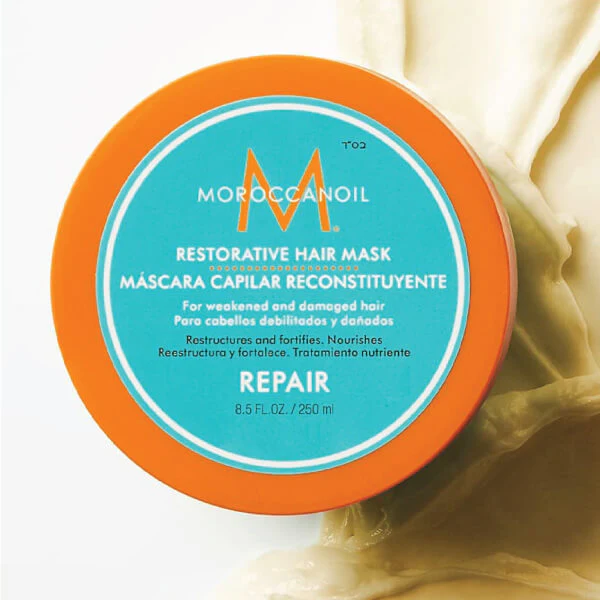 בס"ד
M
MOROCCANOIL®
RESTORATIVE HAIR MASK
MÁSCARA CAPILAR RECONSTITUYENTE
For weakened and damaged hair
Para cabellos debilitados y dañados
Restructures and fortifies. Nourishes
Reestructura y fortalece. Tratamiento nutriente
REPAIR
8.5 FL.OZ. / 250 ml